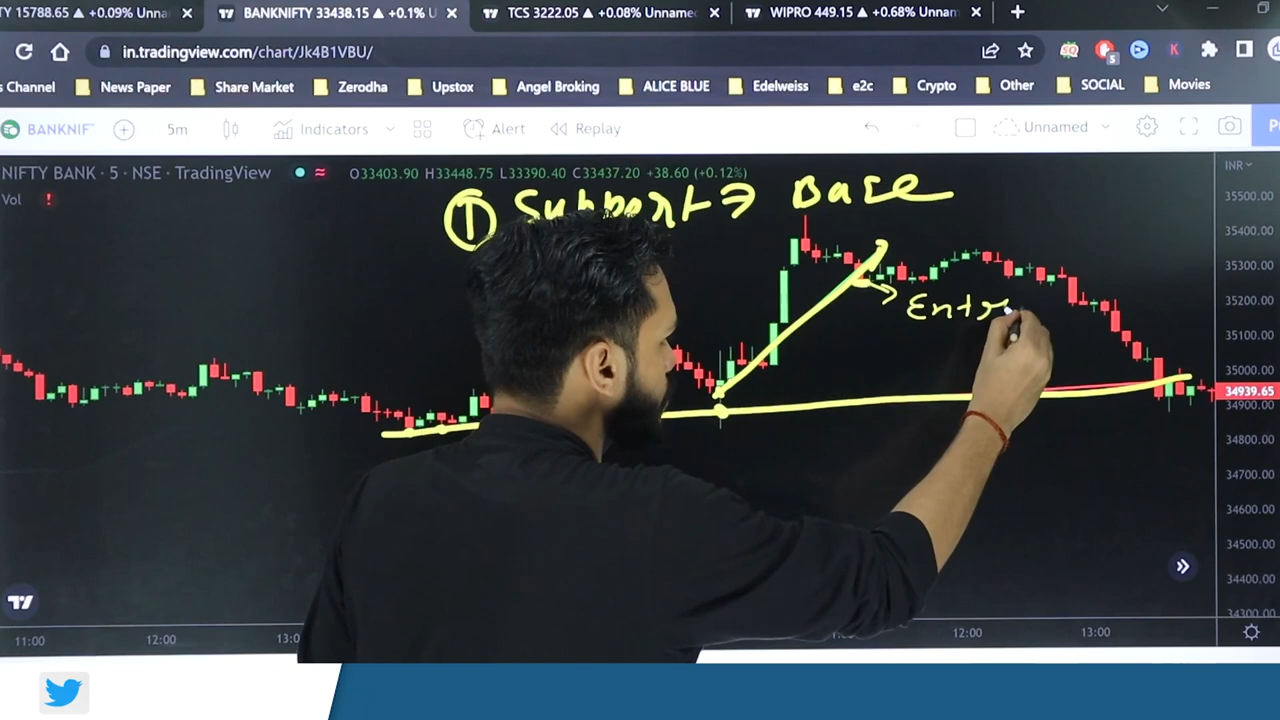 TY 15788.65 ▲ +0.09% Unna BANKNIFTY 33438.15 ▲ +0.1% U TCS 3222.05 ▲ +0.08% Unname WIPRO 449.15 ▲ +0.68% Unnam
in.tradingview.com/chart/Jk4B1VBU/
5
s Channel News Paper Share Market Zerodha Upstox Angel Broking ALICE BLUE Edelweiss e2c Crypto Other SOCIAL Movies
BANKNIF 5m Indicators Alert Replay Unnamed
NIFTY BANK · 5 · NSE · TradingView O33403.90 H33448.75 L33390.40 C33437.20 +38.60 (+0.12%) INR
Vol
① Support → Base
Entr
35500.00
35400.00
35300.00
35200.00
35100.00
35000.00
34939.65
34900.00
34800.00
34700.00
34600.00
34500.00
34400.00
34300.00
11:00 12:00 13:0 12:00 13:00